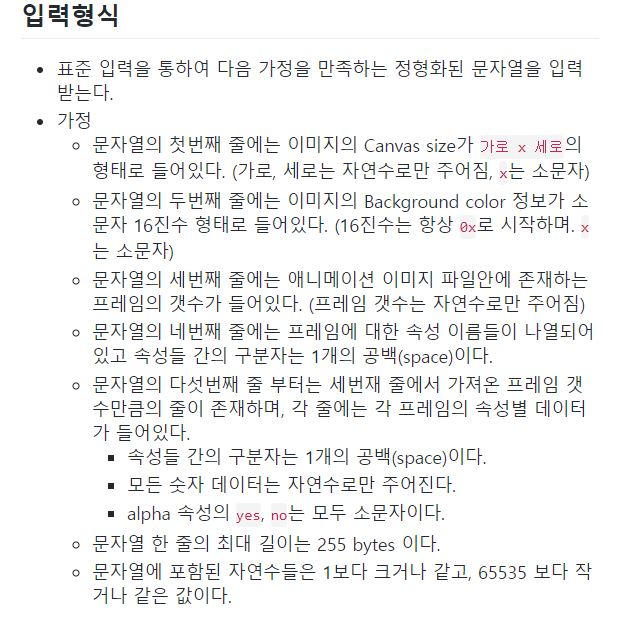 입력형식
표준 입력을 통하여 다음 가정을 만족하는 정형화된 문자열을 입력
받는다.
가정
문자열의 첫번째 줄에는 이미지의 Canvas size가 가로 x 세로의
형태로 들어있다. (가로, 세로는 자연수로만 주어짐, x는 소문자)
문자열의 두번째 줄에는 이미지의 Background color 정보가 소
문자 16진수 형태로 들어있다. (16진수는 항상 0x로 시작하며. x
는 소문자)
문자열의 세번째 줄에는 애니메이션 이미지 파일안에 존재하는
프레임의 갯수가 들어있다. (프레임 갯수는 자연수로만 주어짐)
문자열의 네번째 줄에는 프레임에 대한 속성 이름들이 나열되어
있고 속성들 간의 구분자는 1개의 공백(space)이다.
문자열의 다섯번째 줄 부터는 세번재 줄에서 가져온 프레임 갯
수만큼의 줄이 존재하며, 각 줄에는 각 프레임의 속성별 데이터
가 들어있다.
속성들 간의 구분자는 1개의 공백(space)이다.
모든 숫자 데이터는 자연수로만 주어진다.
alpha 속성의 yes, no는 모두 소문자이다.
문자열 한 줄의 최대 길이는 255 bytes 이다.
문자열에 포함된 자연수들은 1보다 크거나 같고, 65535 보다 작
거나 같은 값이다.